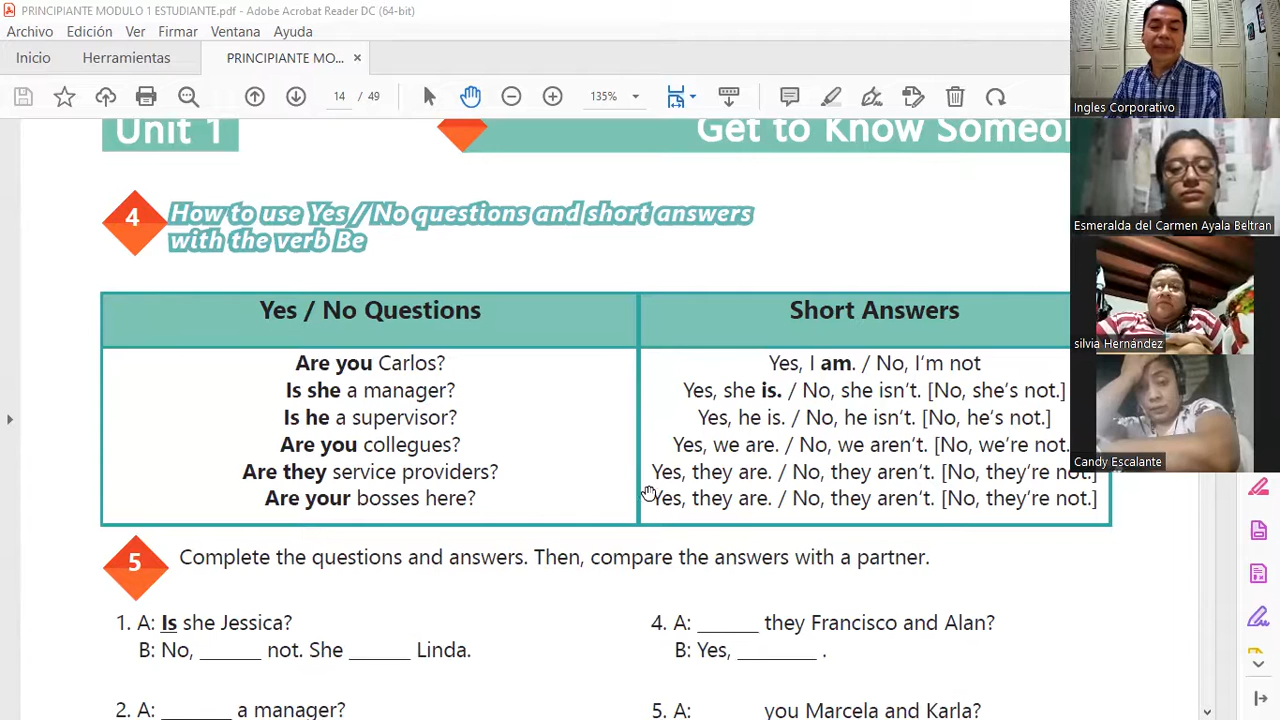 PRINCIPIANTE MODULO 1 ESTUDIANTE.pdf - Adobe Acrobat Reader DC (64-bit)
Archivo Edición Ver Firmar Ventana Ayuda
Inicio Herramientas PRINCIPIANTE MO... ×
14 / 49 135%
Unit 1 Get to Know Someo
4 How to use Yes / No questions and short answers
with the verb Be
Yes / No Questions Short Answers
Are you Carlos? Yes, I am. / No, I'm not
Is she a manager? Yes, she is. / No, she isn't. [No, she's not.]
Is he a supervisor? Yes, he is. / No, he isn't. [No, he's not.]
Are you collegues? Yes, we are. / No, we aren't. [No, we're not.
Are they service providers? Yes, they are. / No, they aren't. [No, they're not.]
Are your bosses here? Yes, they are. / No, they aren't. [No, they're not.]
5 Complete the questions and answers. Then, compare the answers with a partner.
1. A: Is she Jessica?
B: No, ______ not. She ______ Linda.
2. A: _______ a manager?
4. A: ______ they Francisco and Alan?
B: Yes, ________ .
5. A: you Marcela and Karla?
Ingles Corporativo
Esmeralda del Carmen Ayala Beltran
silvia Hernández
Candy Escalante